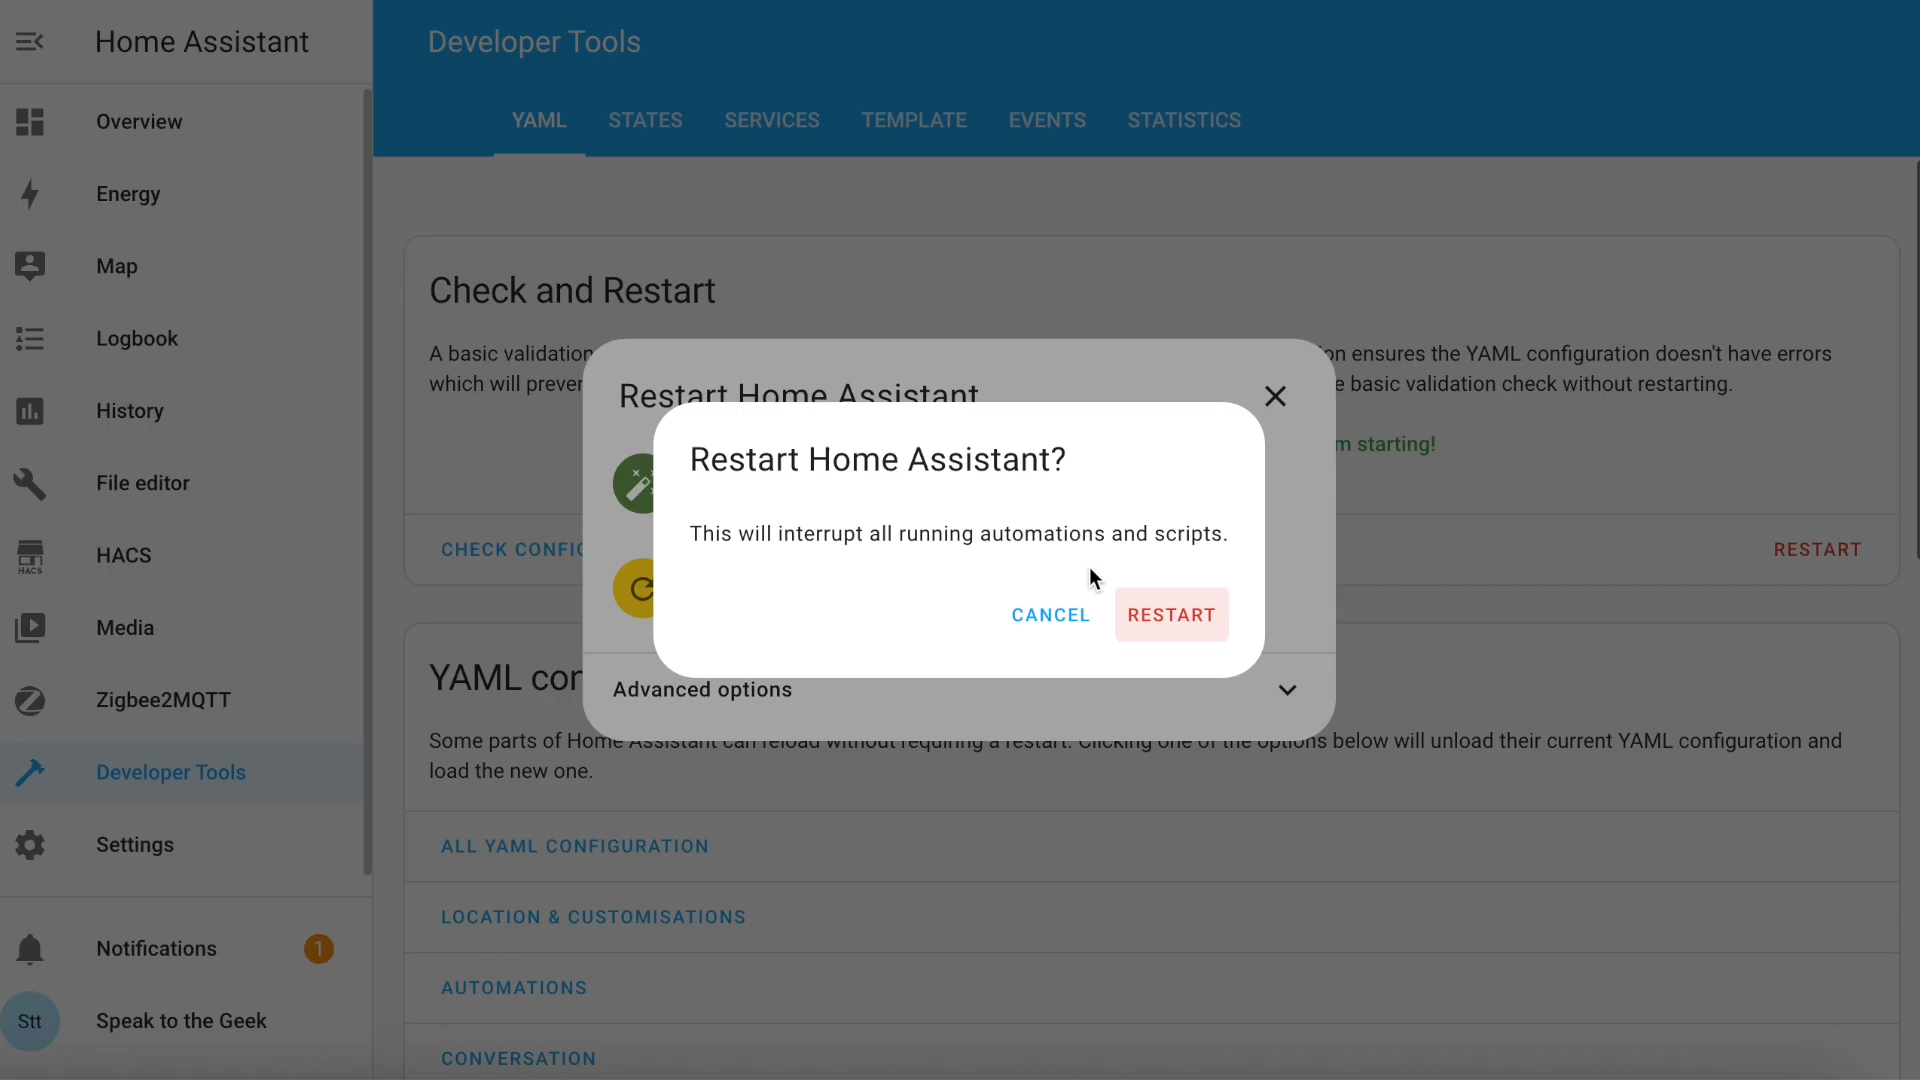 Home Assistant
Overview
Energy
Map
Logbook
History
File editor
HACS
HACS
Media
Zigbee2MQTT
Developer Tools
Settings
Notifications
1
Stt
Speak to the Geek
Developer Tools
YAML STATES SERVICES TEMPLATE EVENTS STATISTICS
Check and Restart
A basic validation
on ensures the YAML configuration doesn't have errors
which will preven
e basic validation check without restarting.
m starting!
CHECK CONFIG
RESTART
Restart Home Assistant
Restart Home Assistant?
This will interrupt all running automations and scripts.
CANCEL RESTART
Advanced options
YAML con
Some parts of Home Assistant can reload without requiring a restart. Clicking one of the options below will unload their current YAML configuration and
load the new one.
ALL YAML CONFIGURATION
LOCATION & CUSTOMISATIONS
AUTOMATIONS
CONVERSATION